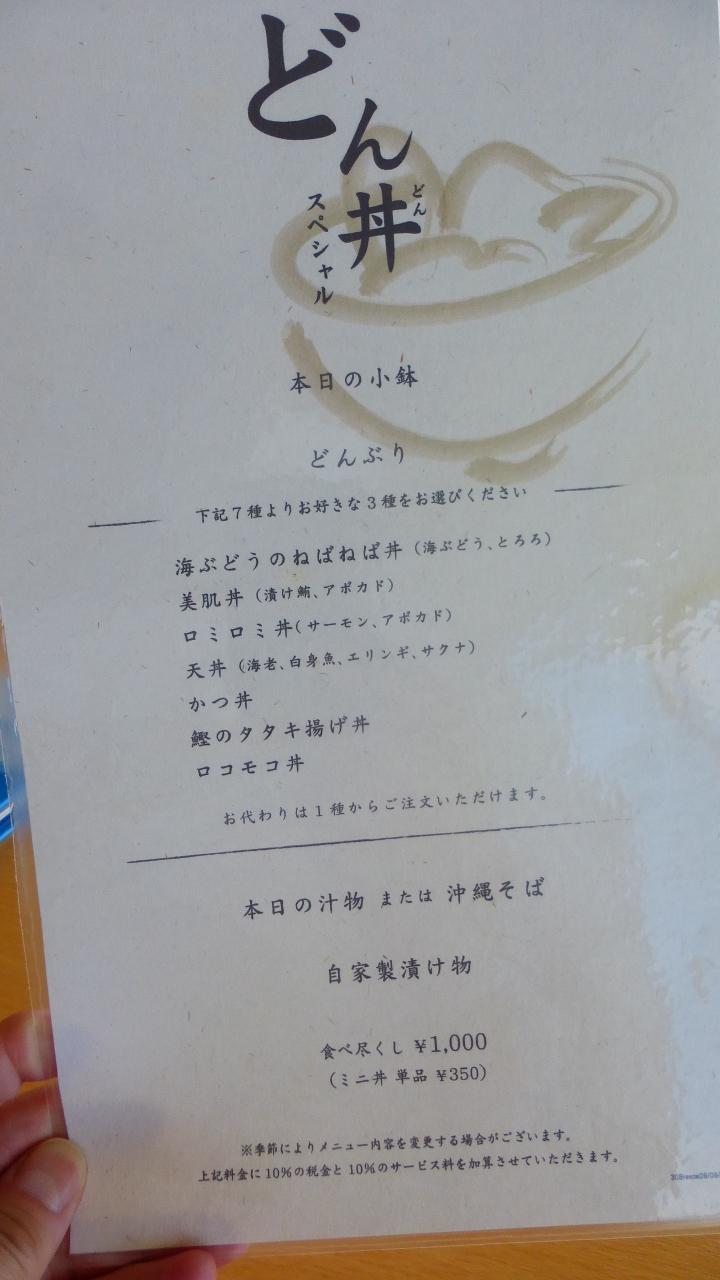 どん丼
どん
スペシャル
本日の小鉢
どんぶり
下記7種よりお好きな3種をお選びください
海ぶどうのねばねば丼（海ぶどう、とろろ）
美肌丼（漬け鮪、アボカド）
ロミロミ丼(サーモン、アボカド）
天丼（海老、白身魚、エリンギ、サクナ）
かつ丼
鰹のタタキ揚げ丼
ロコモコ丼
お代わりは1種からご注文いただけます。
本日の汁物 または 沖縄そば
自家製漬け物
食べ尽くし ¥1,000
（ミニ丼 単品 ¥350）
※季節によりメニュー内容を変更する場合がございます。
上記料金に10%の税金と10%のサービス料を加算させていただきます。